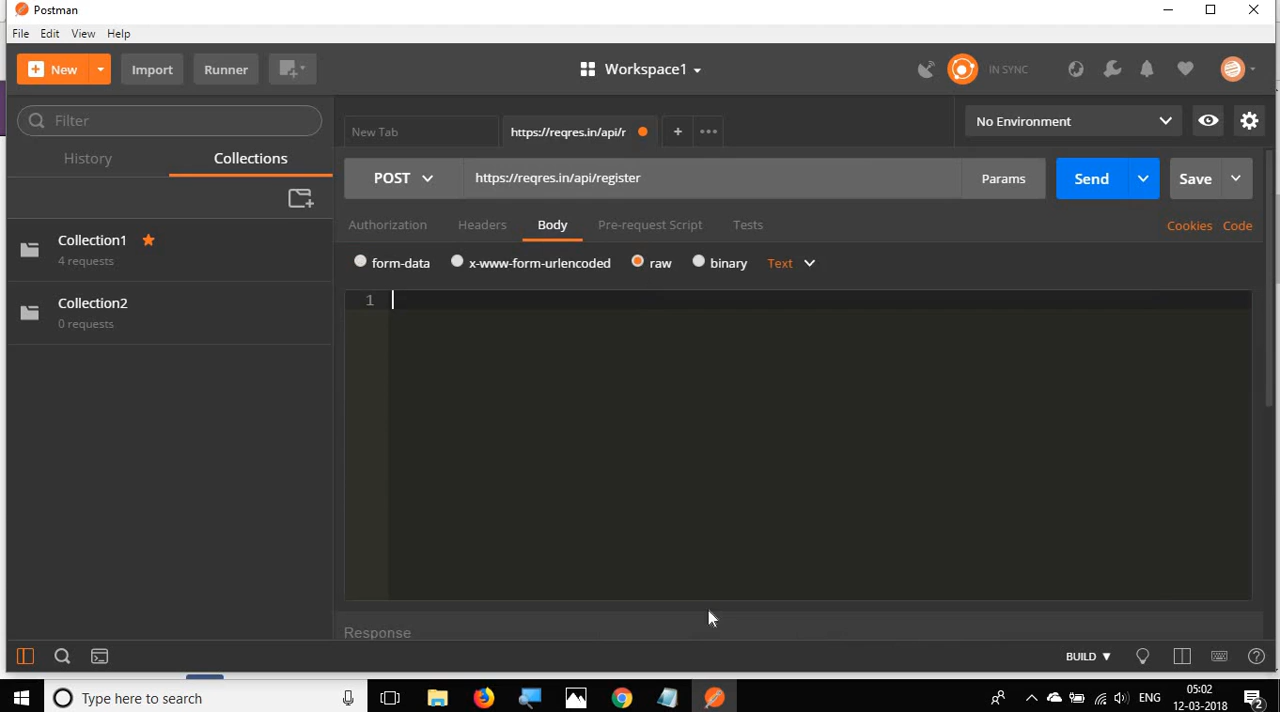 Postman
File Edit View Help
New Import Runner Workspace1 IN SYNC
Filter
History Collections
Collection1
4 requests
Collection2
0 requests
New Tab https://reqres.in/api/r + ••• No Environment
POST https://reqres.in/api/register Params Send Save
Authorization Headers Body Pre-request Script Tests Cookies Code
form-data x-www-form-urlencoded raw binary Text
1
Response
BUILD
Type here to search
ENG
05:02
12-03-2018
2